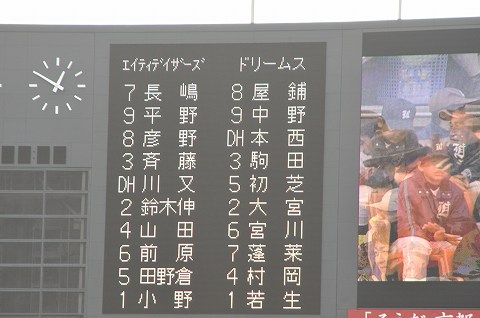 ｴｲﾃｨﾃﾞｲｻﾞｰｽﾞ ドリームス
7 長嶋 8 屋鋪
9 平野 9 中野
8 彦野 DH 本西
3 斉藤 3 駒田
DH 川又 5 初芝
2 鈴木伸 2 大宮
4 山田 6 宮川
6 前原 7 蓬莱
5 田野倉 4 村岡
1 小野 1 若生